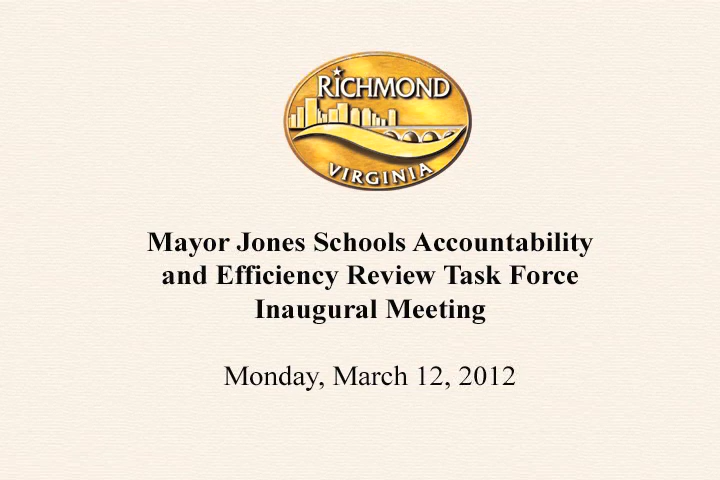 RiCHMOND
VIRGINIA
Mayor Jones Schools Accountability
and Efficiency Review Task Force
Inaugural Meeting
Monday, March 12, 2012